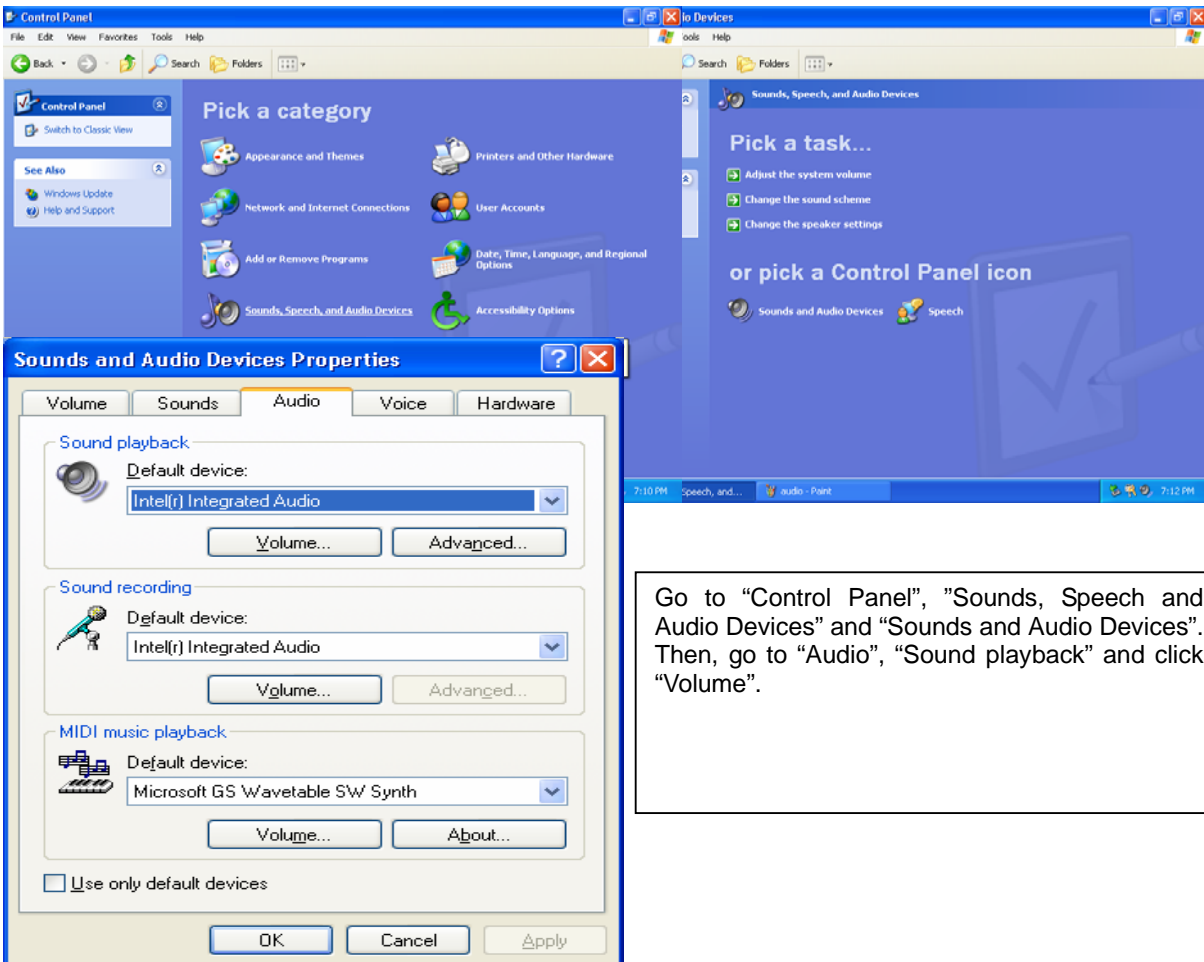 Control Panel
File Edit View Favorites Tools Help
Back Search Folders
Control Panel
Switch to Classic View
See Also
Windows Update
Help and Support
Pick a category
Appearance and Themes
Printers and Other Hardware
Network and Internet Connections
User Accounts
Add or Remove Programs
Date, Time, Language, and Regional
Options
Sounds, Speech, and Audio Devices
Accessibility Options
7:10 PM
io Devices
ools Help
Search Folders
Sounds, Speech, and Audio Devices
Pick a task...
Adjust the system volume
Change the sound scheme
Change the speaker settings
or pick a Control Panel icon
Sounds and Audio Devices
Speech
Speech, and...
audio - Paint
7:12 PM
Sounds and Audio Devices Properties
Volume Sounds Audio Voice Hardware
Sound playback
Default device:
Intel(r) Integrated Audio
Volume... Advanced...
Sound recording
Default device:
Intel(r) Integrated Audio
Volume... Advanced...
MIDI music playback
Default device:
Microsoft GS Wavetable SW Synth
Volume... About...
Use only default devices
OK Cancel Apply
Go to “Control Panel”, ”Sounds, Speech and
Audio Devices” and “Sounds and Audio Devices”.
Then, go to “Audio”, “Sound playback” and click
“Volume”.